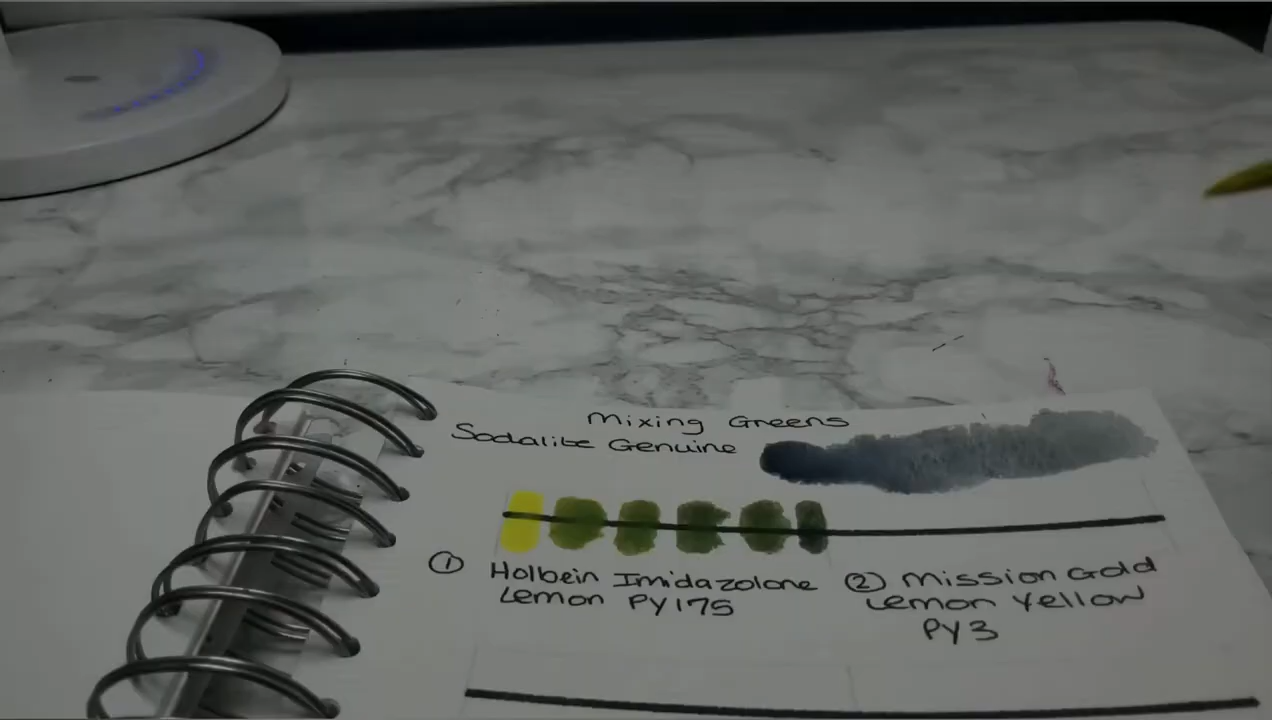 Mixing Greens
Sodalite Genuine
① Holbein Imidazolone
Lemon PY175
② Mission Gold
Lemon Yellow
PY3